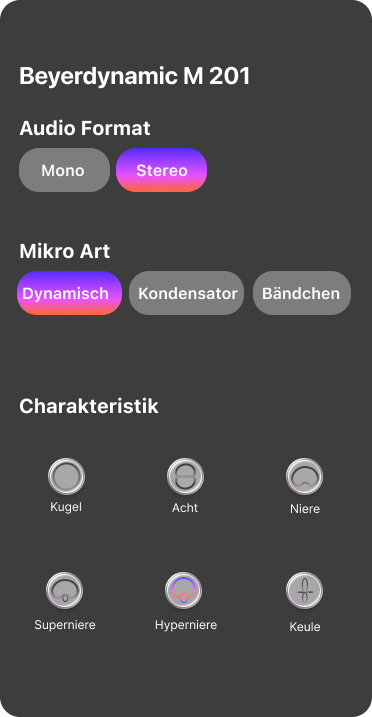 Beyerdynamic M 201
Audio Format
Mono Stereo
Mikro Art
Dynamisch Kondensator Bändchen
Charakteristik
Kugel Acht Niere
Superniere Hyperniere Keule